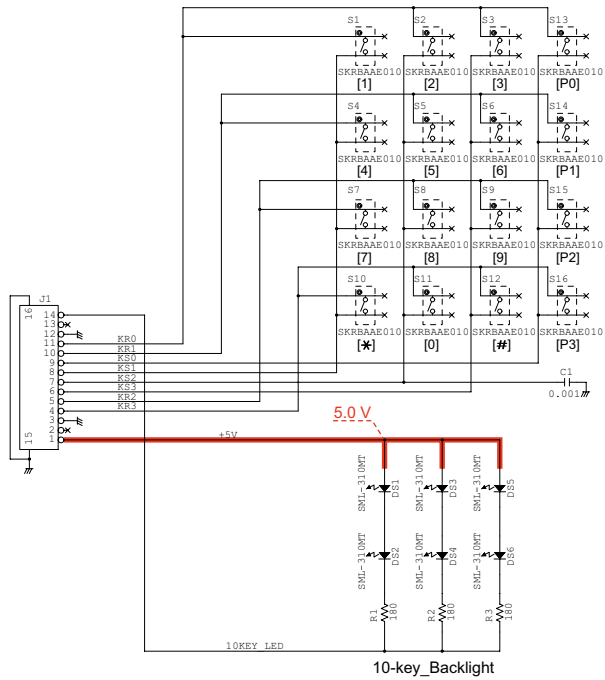 S1 S2 S3 S13
SKRBAAE010 SKRBAAE010 SKRBAAE010 SKRBAAE010
[1] [2] [3] [P0]
S4 S5 S6 S14
SKRBAAE010 SKRBAAE010 SKRBAAE010 SKRBAAE010
[4] [5] [6] [P1]
S7 S8 S9 S15
SKRBAAE010 SKRBAAE010 SKRBAAE010 SKRBAAE010
[7] [8] [9] [P2]
S10 S11 S12 S16
SKRBAAE010 SKRBAAE010 SKRBAAE010 SKRBAAE010
[*] [0] [#] [P3]
J1
16
15
14
13
12
11 KR0
10 KR1
9 KS0
8 KS1
7 KS2
6 KS3
5 KR2
4 KR3
3
2
1 +5V
C1
0.001
5.0 V
SML-310MT DS1 SML-310MT DS3 SML-310MT DS5
SML-310MT DS2 SML-310MT DS4 SML-310MT DS6
R1 180 R2 180 R3 180
10KEY_LED
10-key_Backlight